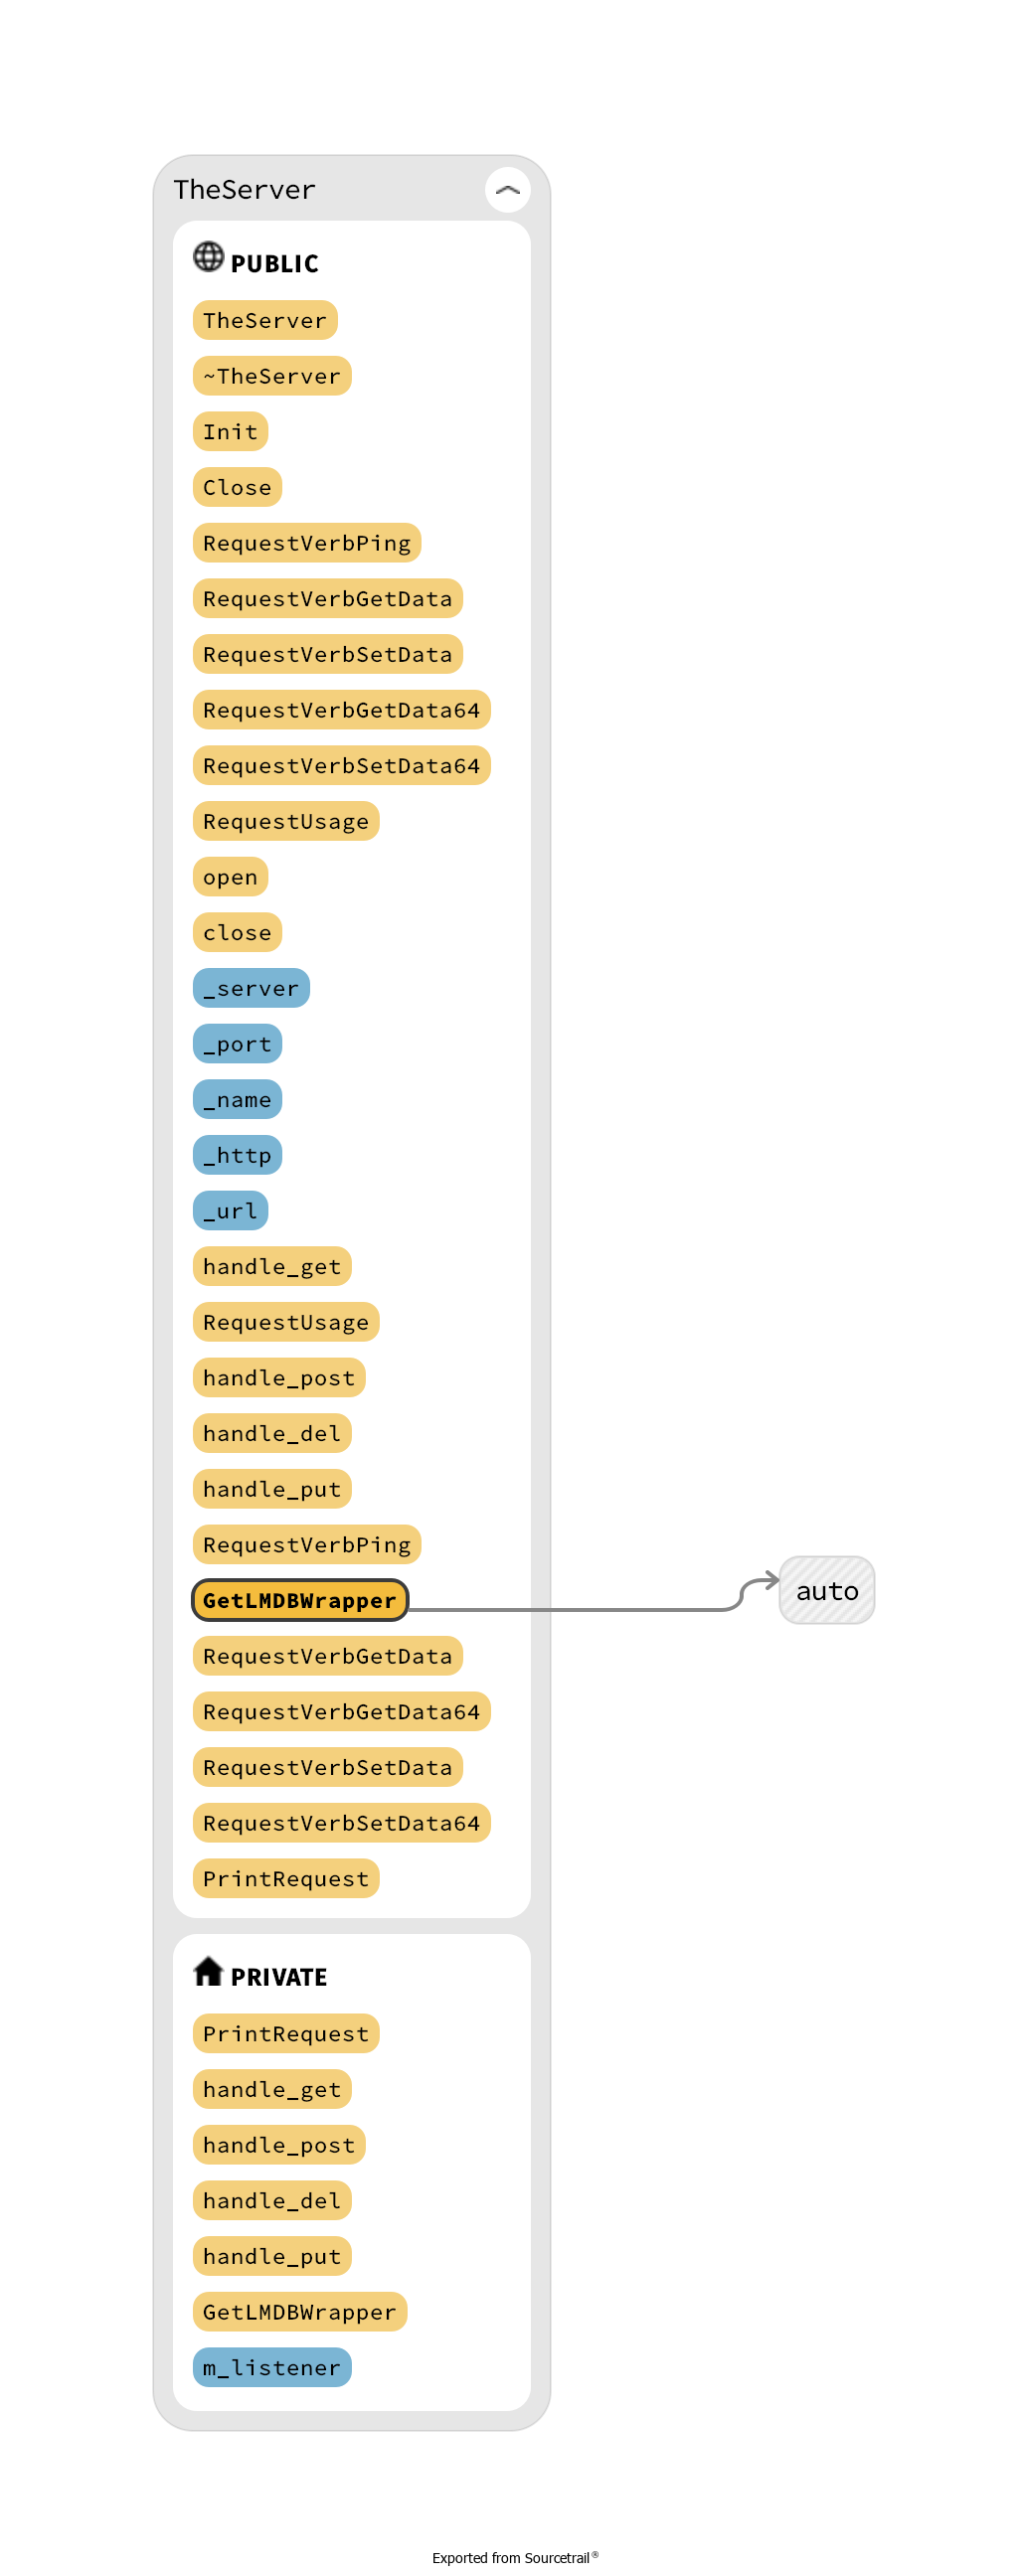 TheServer
PUBLIC
TheServer
~TheServer
Init
Close
RequestVerbPing
RequestVerbGetData
RequestVerbSetData
RequestVerbGetData64
RequestVerbSetData64
RequestUsage
open
close
_server
_port
_name
_http
_url
handle_get
RequestUsage
handle_post
handle_del
handle_put
RequestVerbPing
GetLMDBWrapper
auto
RequestVerbGetData
RequestVerbGetData64
RequestVerbSetData
RequestVerbSetData64
PrintRequest
PRIVATE
PrintRequest
handle_get
handle_post
handle_del
handle_put
GetLMDBWrapper
m_listener
Exported from Sourcetrail®